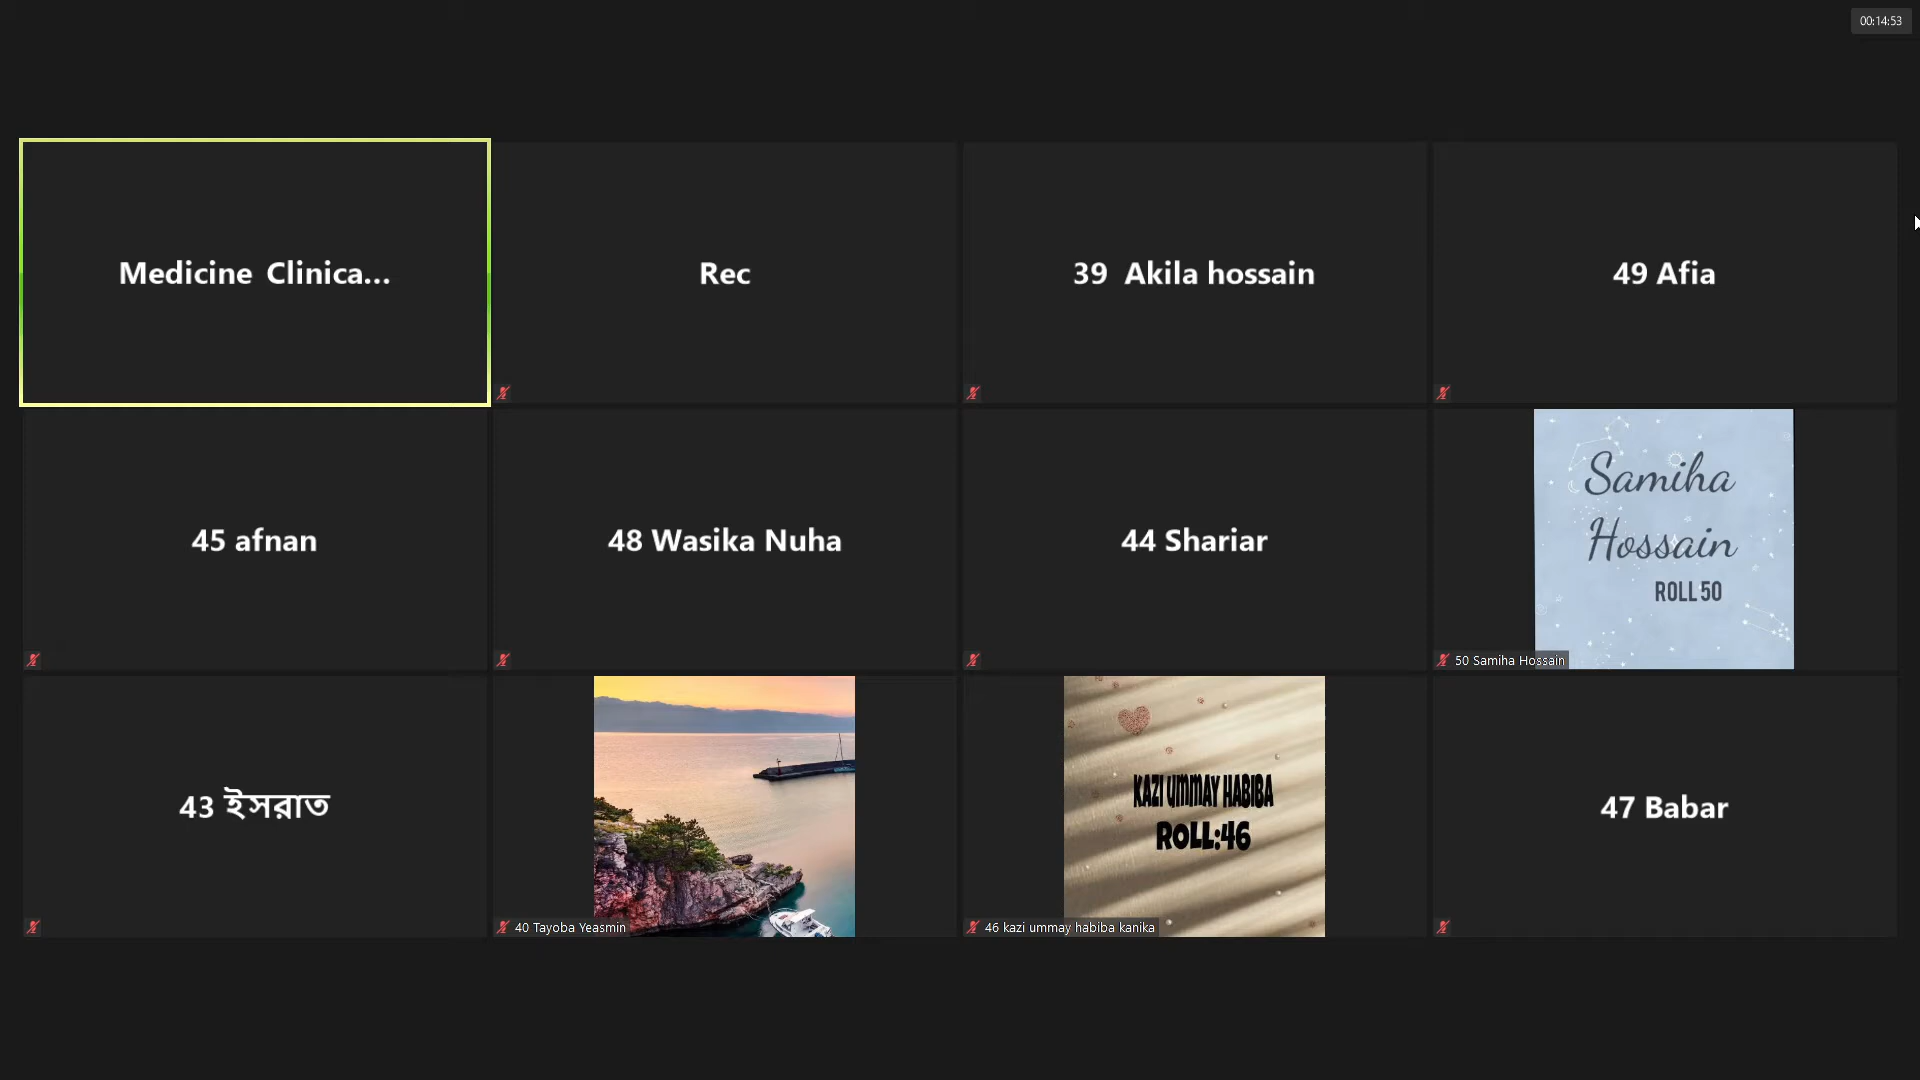 00:14:53
Medicine Clinica...
Rec
39 Akila hossain
49 Afia
45 afnan
48 Wasika Nuha
44 Shariar
Samiha
Hossain
ROLL 50
50 Samiha Hossain
43 ইসরাত
40 Tayoba Yeasmin
KAZI UMMAY HABIBA
ROLL:46
46 kazi ummay habiba kanika
47 Babar